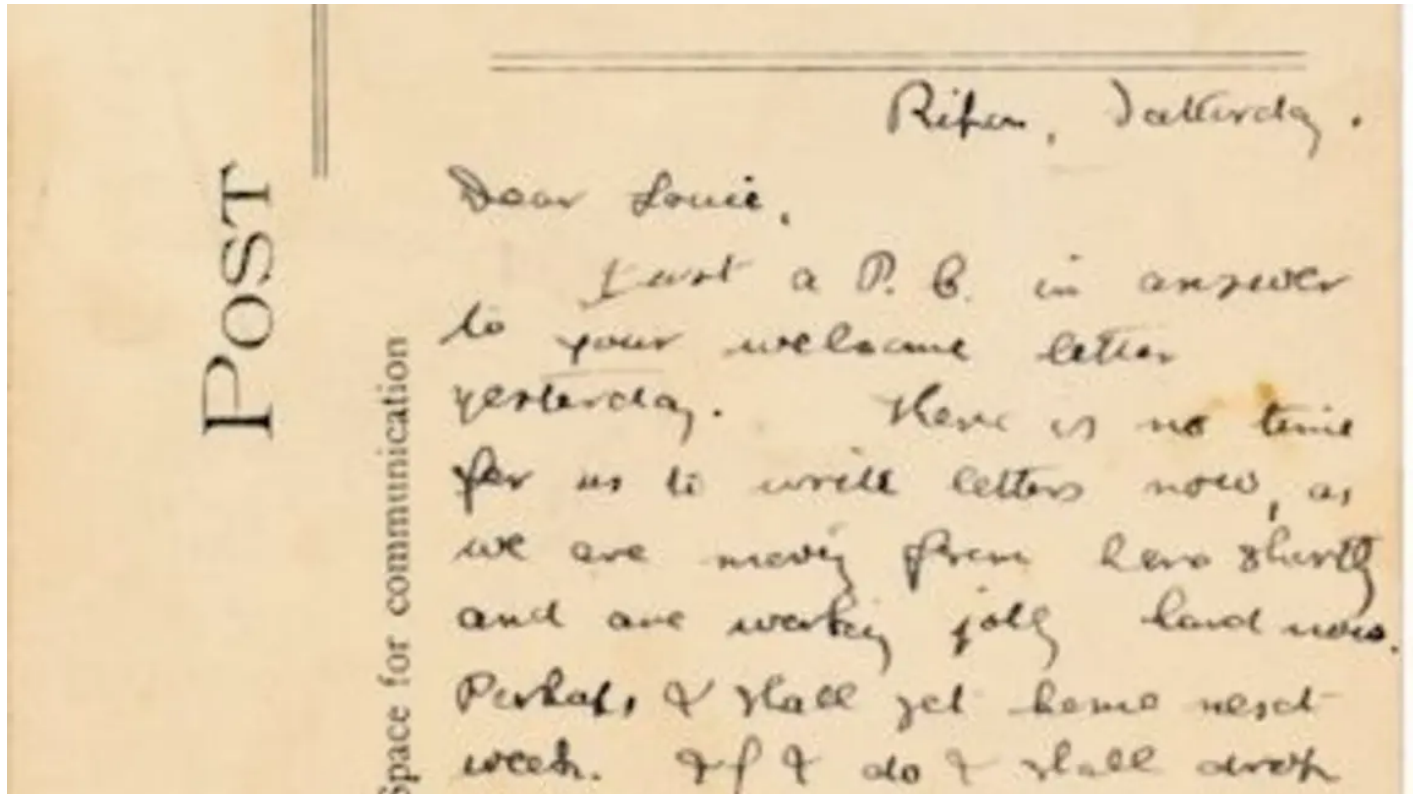 POST
Space for communication
Ripon, Saturday.
Dear Louie,
Just a P.C. in answer
to your welcome letter
yesterday. There is no time
for us to write letters now, as
we are moving from here shortly
and are working jolly hard now.
Perhaps I shall get home next
week. If I do I shall drop